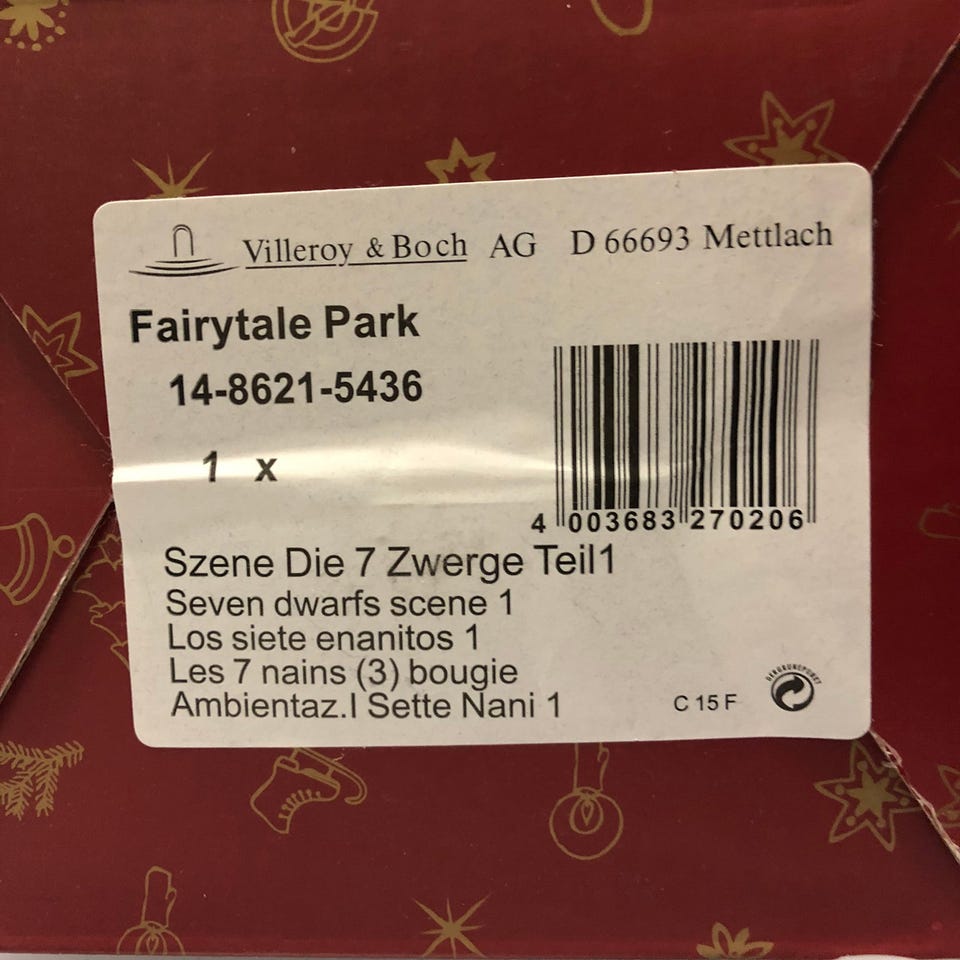 Villeroy & Boch AG D 66693 Mettlach
Fairytale Park
14-8621-5436
1 x
4 003683 270206
Szene Die 7 Zwerge Teil1
Seven dwarfs scene 1
Los siete enanitos 1
Les 7 nains (3) bougie
Ambientaz.I Sette Nani 1
C 15 F
DERGRÜNEPUNKT